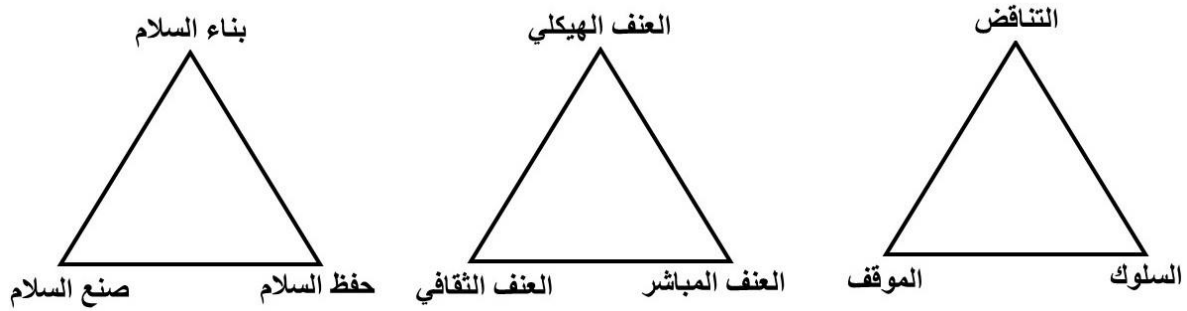 التناقض
السلوك
الموقف
العنف الهيكلي
العنف المباشر
العنف الثقافي
بناء السلام
حفظ السلام
صنع السلام